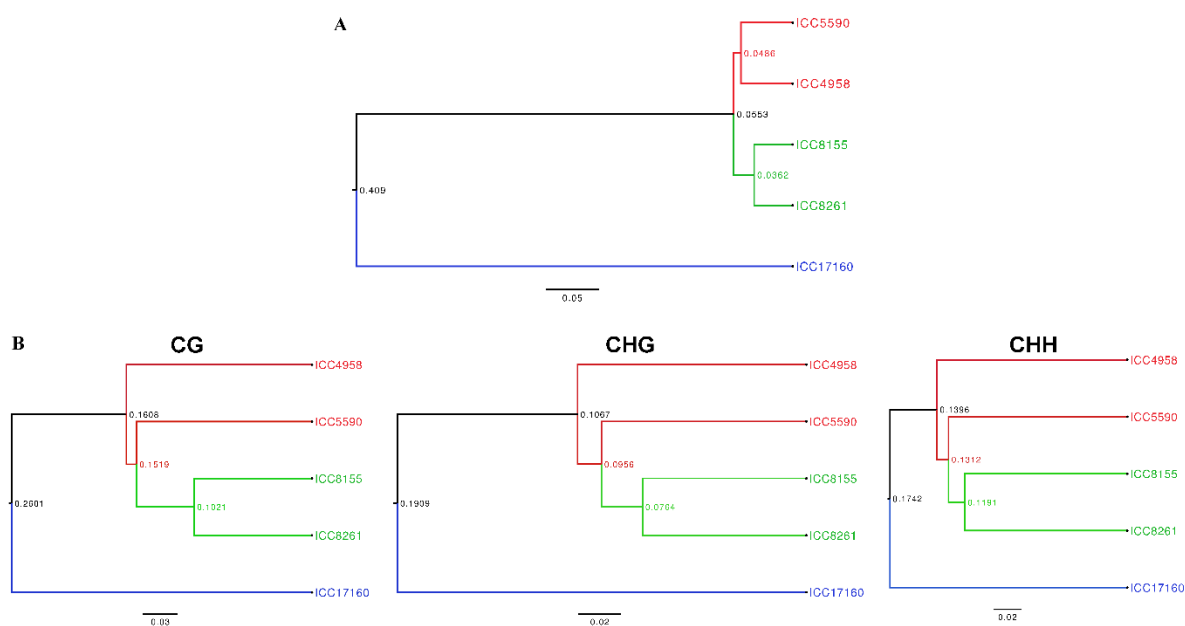 A
ICC5590
0.0486
ICC4958
0.0553
ICC8155
0.0362
ICC8261
0.409
ICC17160
0.05
B
CG
ICC4958
0.1608
ICC5590
0.1519
ICC8155
0.1021
ICC8261
0.2601
ICC17160
0.03
CHG
ICC4958
0.1067
ICC5590
0.0956
ICC8155
0.0704
ICC8261
0.1909
ICC17160
0.02
CHH
ICC4958
0.1396
ICC5590
0.1312
ICC8155
0.1191
ICC8261
0.1742
ICC17160
0.02